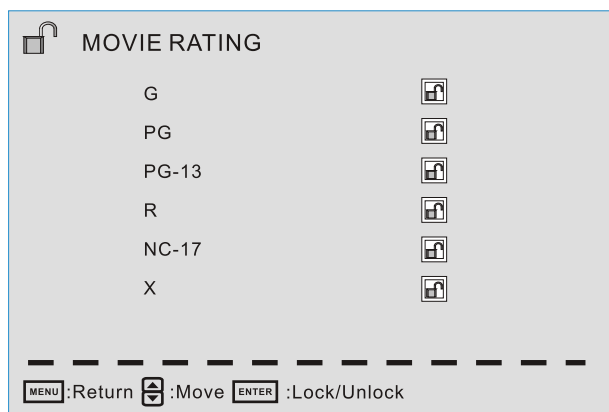 MOVIE RATING
G
PG
PG-13
R
NC-17
X
MENU :Return :Move ENTER :Lock/Unlock